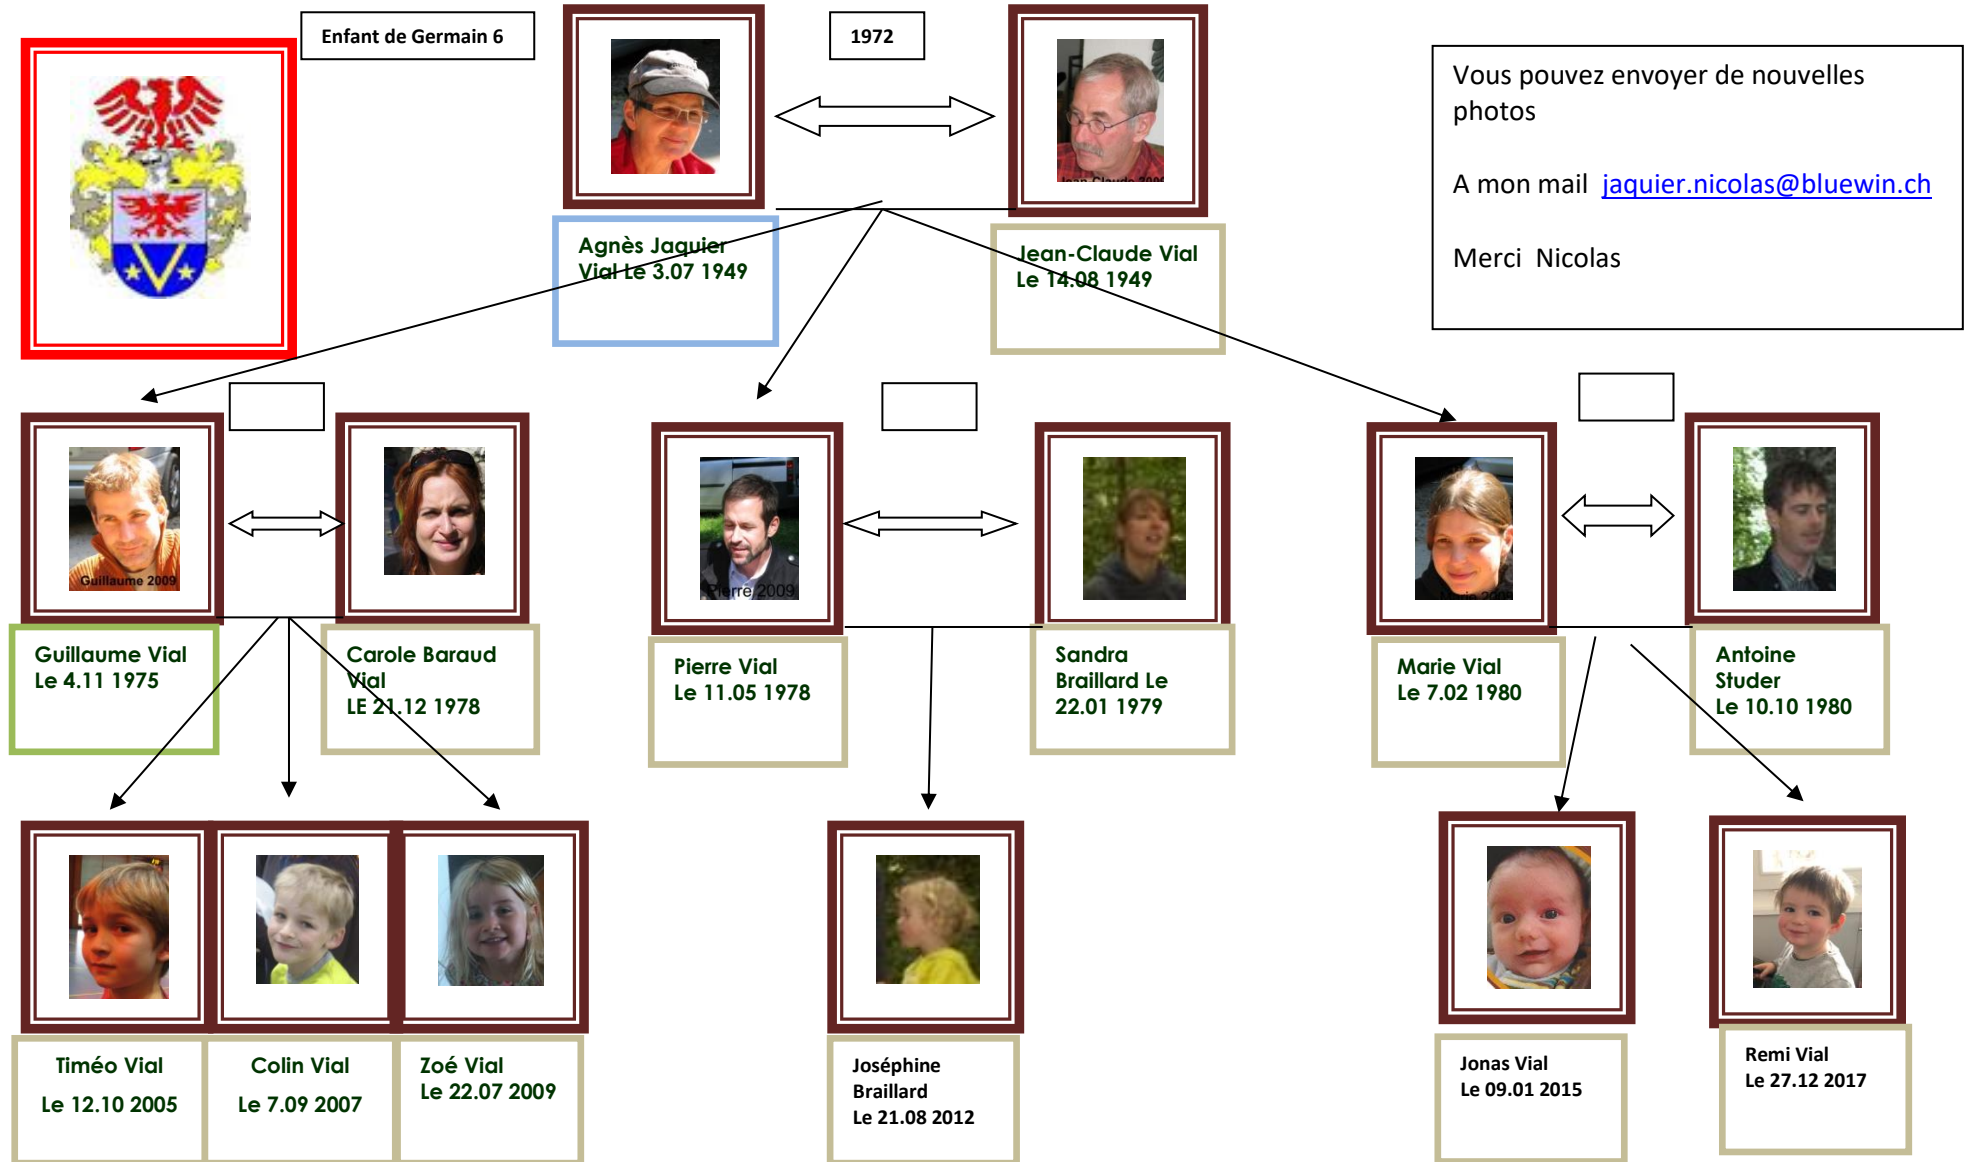 Enfant de Germain 6
1972
Vous pouvez envoyer de nouvelles
photos
A mon mail jaquier.nicolas@bluewin.ch
Merci Nicolas
Jean-Claude 2009
Agnès Jaquier
Vial Le 3.07 1949
Jean-Claude Vial
Le 14.08 1949
Guillaume 2009
Pierre 2009
Marie 2008
Guillaume Vial
Le 4.11 1975
Carole Baraud
Vial
LE 21.12 1978
Pierre Vial
Le 11.05 1978
Sandra
Braillard Le
22.01 1979
Marie Vial
Le 7.02 1980
Antoine
Studer
Le 10.10 1980
Timéo Vial
Le 12.10 2005
Colin Vial
Le 7.09 2007
Zoé Vial
Le 22.07 2009
Joséphine
Braillard
Le 21.08 2012
Jonas Vial
Le 09.01 2015
Remi Vial
Le 27.12 2017